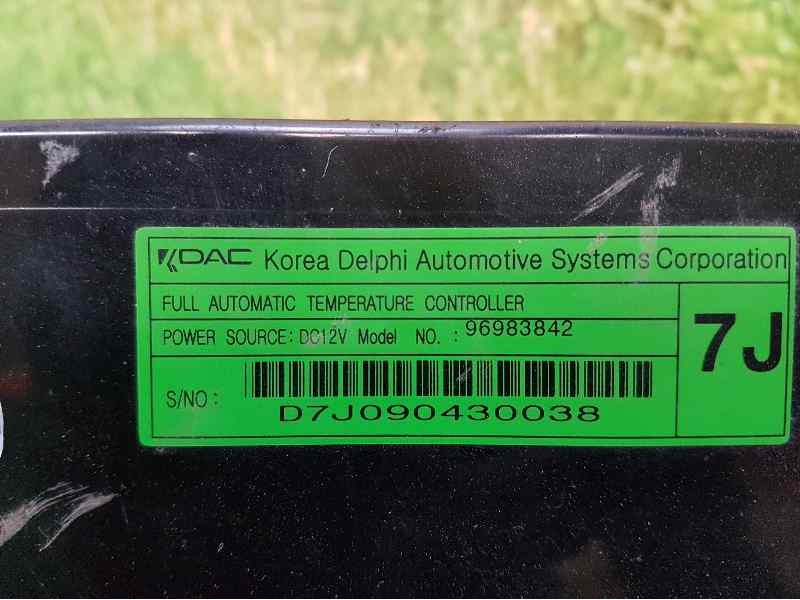 KDAC Korea Delphi Automotive Systems Corporation
FULL AUTOMATIC TEMPERATURE CONTROLLER
POWER SOURCE: DC12V Model NO. : 96983842
7J
S/NO :
D7J090430038